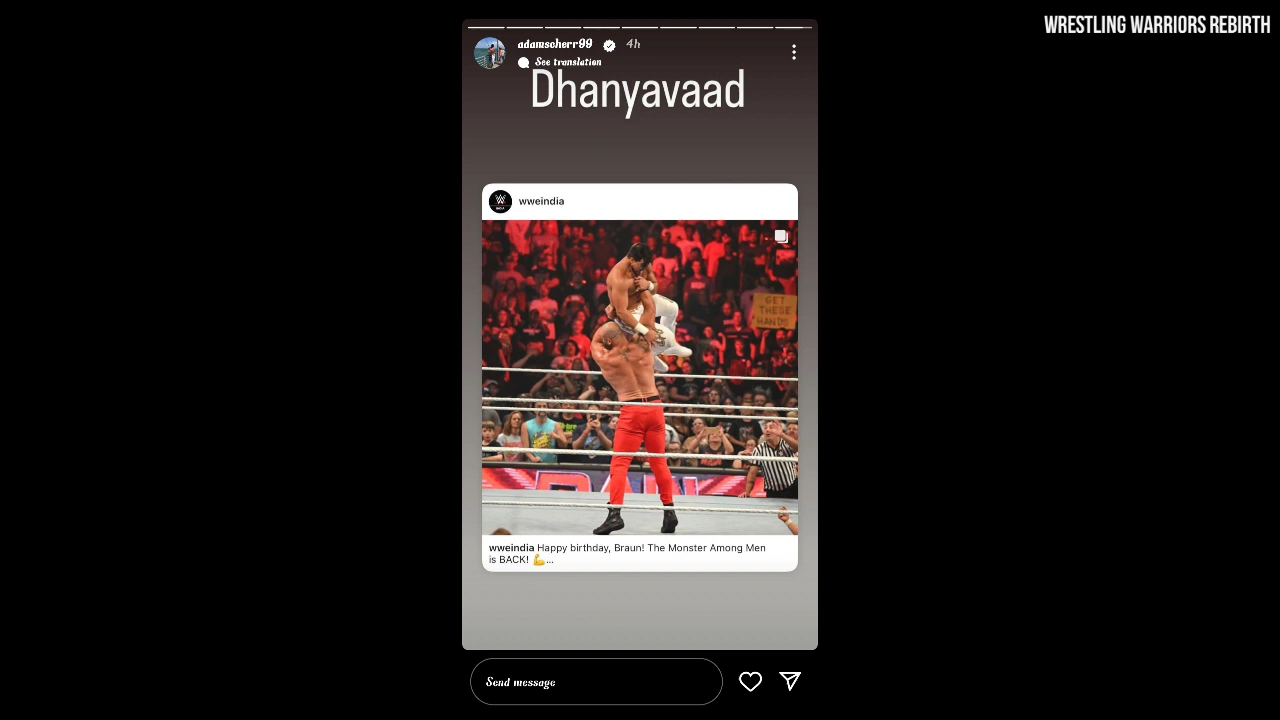 WRESTLING WARRIORS REBIRTH
adamscherr99 4h
See translation
Dhanyavaad
wweindia
GET
THESE
HANDS
wweindia Happy birthday, Braun! The Monster Among Men
is BACK! 💪...
Send message